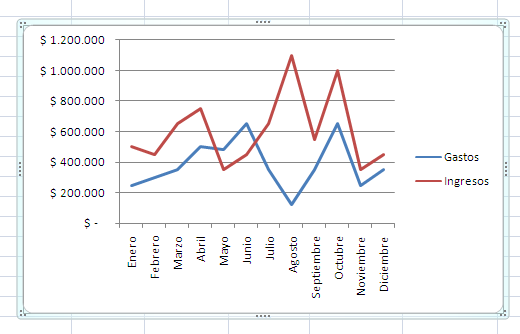 $ 1.200.000
$ 1.000.000
$ 800.000
$ 600.000
$ 400.000
$ 200.000
$ -
Enero
Febrero
Marzo
Abril
Mayo
Junio
Julio
Agosto
Septiembre
Octubre
Noviembre
Diciembre
Gastos
Ingresos